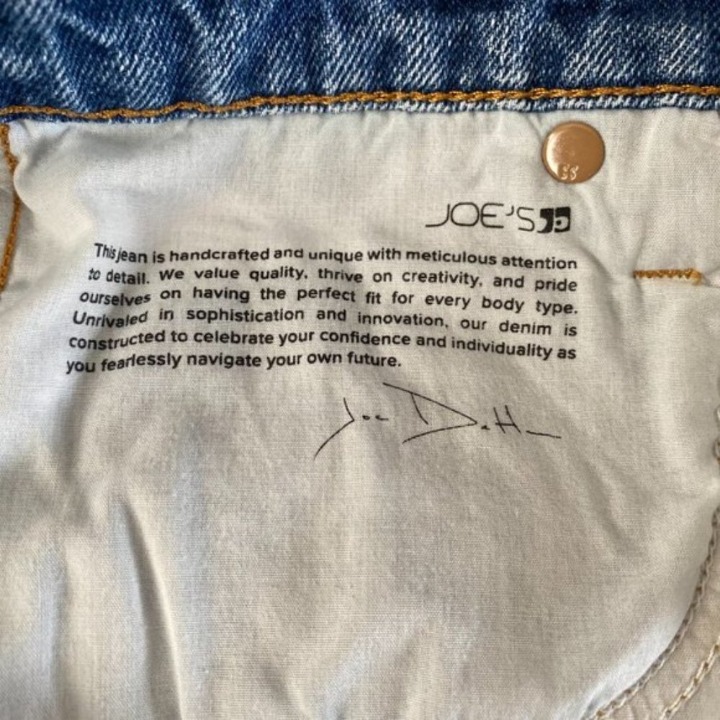 JOE'S
This jean is handcrafted and unique with meticulous attention
to detail. We value quality, thrive on creativity, and pride
ourselves on having the perfect fit for every body type.
Unrivaled in sophistication and innovation, our denim is
constructed to celebrate your confidence and individuality as
you fearlessly navigate your own future.
Joe